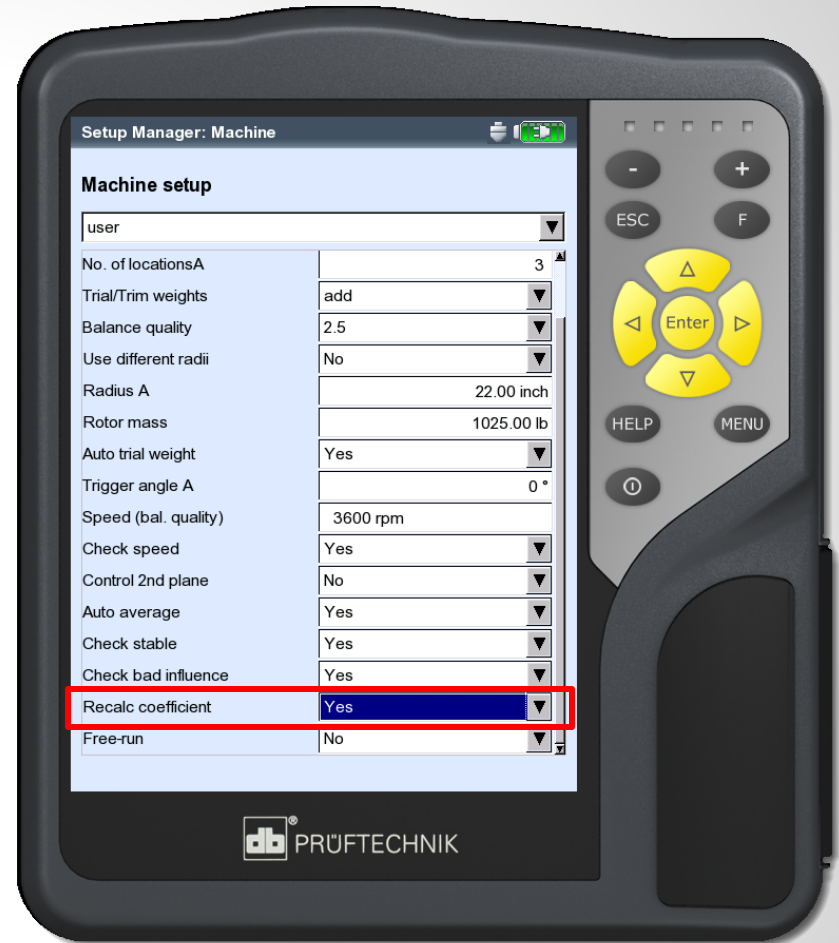 Setup Manager: Machine
Machine setup
user
No. of locationsA 3
Trial/Trim weights add
Balance quality 2.5
Use different radii No
Radius A 22.00 inch
Rotor mass 1025.00 lb
Auto trial weight Yes
Trigger angle A 0 °
Speed (bal. quality) 3600 rpm
Check speed Yes
Control 2nd plane No
Auto average Yes
Check stable Yes
Check bad influence Yes
Recalc coefficient Yes
Free-run No
- +
ESC F
Enter
HELP MENU
db® PRÜFTECHNIK